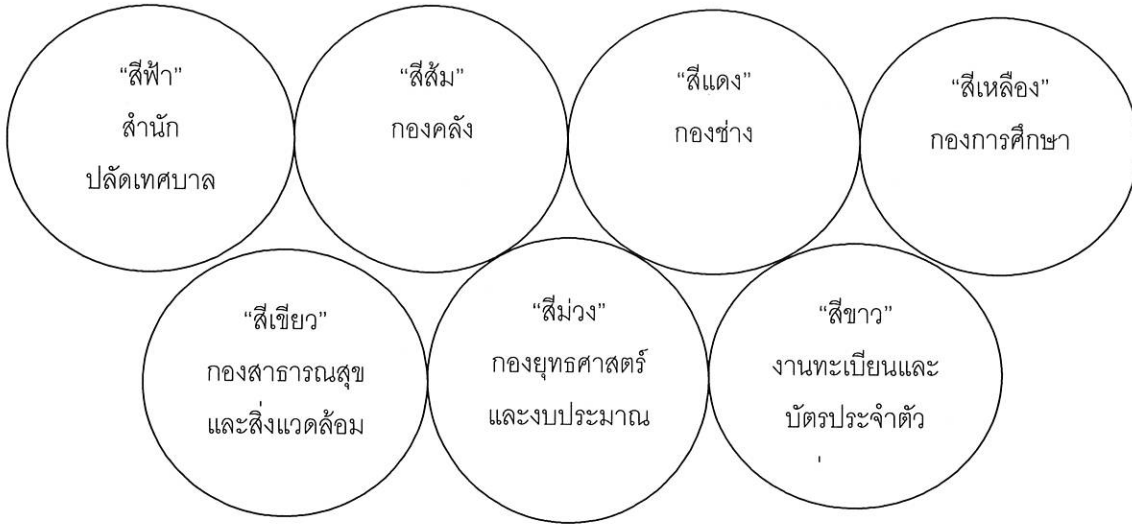 “สีฟ้า”
สำนัก
ปลัดเทศบาล
“สีส้ม”
กองคลัง
“สีแดง”
กองช่าง
“สีเหลือง”
กองการศึกษา
“สีเขียว”
กองสาธารณสุข
และสิ่งแวดล้อม
“สีม่วง”
กองยุทธศาสตร์
และงบประมาณ
“สีขาว”
งานทะเบียนและ
บัตรประจำตัว